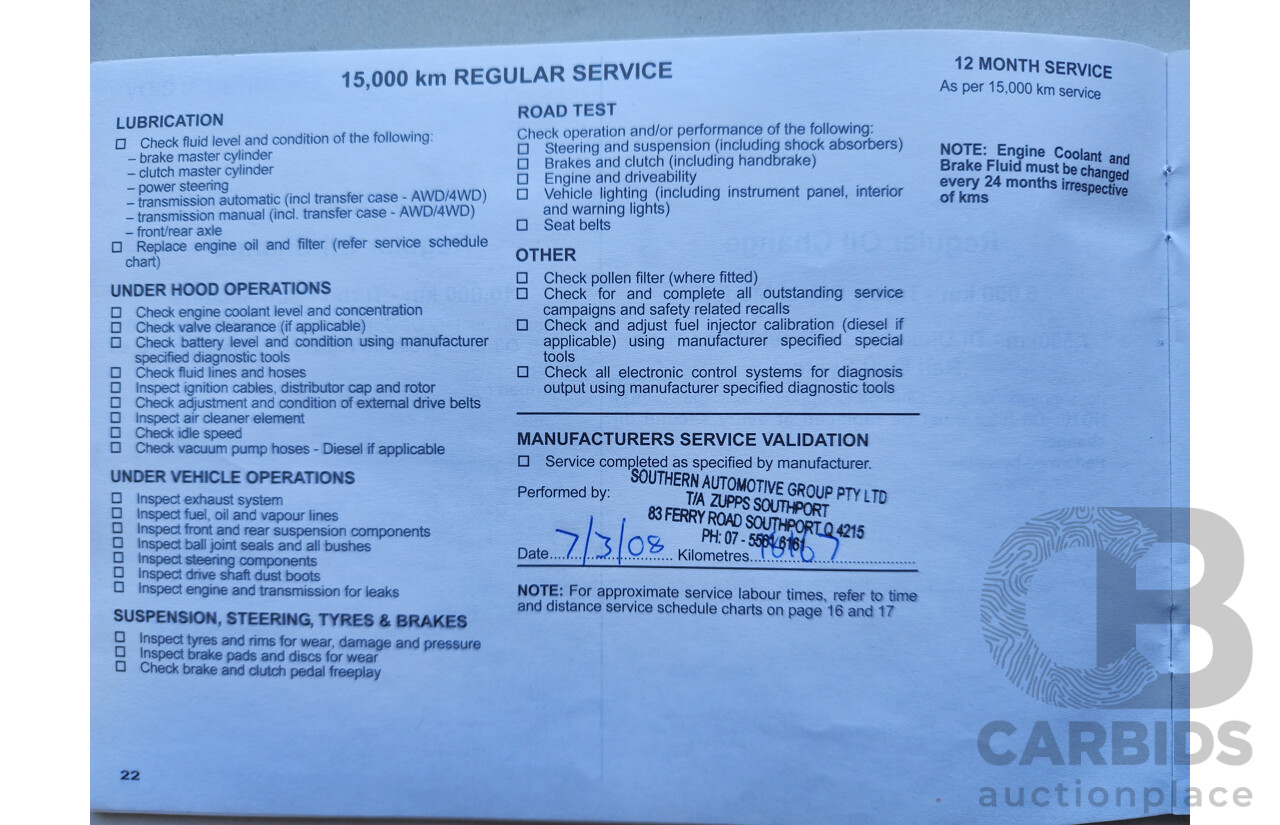 15,000 km REGULAR SERVICE
LUBRICATION
Check fluid level and condition of the following:
– brake master cylinder
– clutch master cylinder
– power steering
– transmission automatic (incl transfer case - AWD/4WD)
– transmission manual (incl. transfer case - AWD/4WD)
– front/rear axle
Replace engine oil and filter (refer service schedule
chart)
UNDER HOOD OPERATIONS
Check engine coolant level and concentration
Check valve clearance (if applicable)
Check battery level and condition using manufacturer
specified diagnostic tools
Check fluid lines and hoses
Inspect ignition cables, distributor cap and rotor
Check adjustment and condition of external drive belts
Inspect air cleaner element
Check idle speed
Check vacuum pump hoses - Diesel if applicable
UNDER VEHICLE OPERATIONS
Inspect exhaust system
Inspect fuel, oil and vapour lines
Inspect front and rear suspension components
Inspect ball joint seals and all bushes
Inspect steering components
Inspect drive shaft dust boots
Inspect engine and transmission for leaks
SUSPENSION, STEERING, TYRES & BRAKES
Inspect tyres and rims for wear, damage and pressure
Inspect brake pads and discs for wear
Check brake and clutch pedal freeplay
22
ROAD TEST
Check operation and/or performance of the following:
Steering and suspension (including shock absorbers)
Brakes and clutch (including handbrake)
Engine and driveability
Vehicle lighting (including instrument panel, interior
and warning lights)
Seat belts
OTHER
Check pollen filter (where fitted)
Check for and complete all outstanding service
campaigns and safety related recalls
Check and adjust fuel injector calibration (diesel if
applicable) using manufacturer specified special
tools
Check all electronic control systems for diagnosis
output using manufacturer specified diagnostic tools
MANUFACTURERS SERVICE VALIDATION
Service completed as specified by manufacturer.
Performed by:
SOUTHERN AUTOMOTIVE GROUP PTY LTD
T/A ZUPPS SOUTHPORT
83 FERRY ROAD SOUTHPORT Q 4215
PH: 07 - 5561 6161
Date....7/3/08.... Kilometres....
NOTE: For approximate service labour times, refer to time
and distance service schedule charts on page 16 and 17
12 MONTH SERVICE
As per 15,000 km service
NOTE: Engine Coolant and
Brake Fluid must be changed
every 24 months irrespective
of kms
CB
CARBIDS
auctionplace